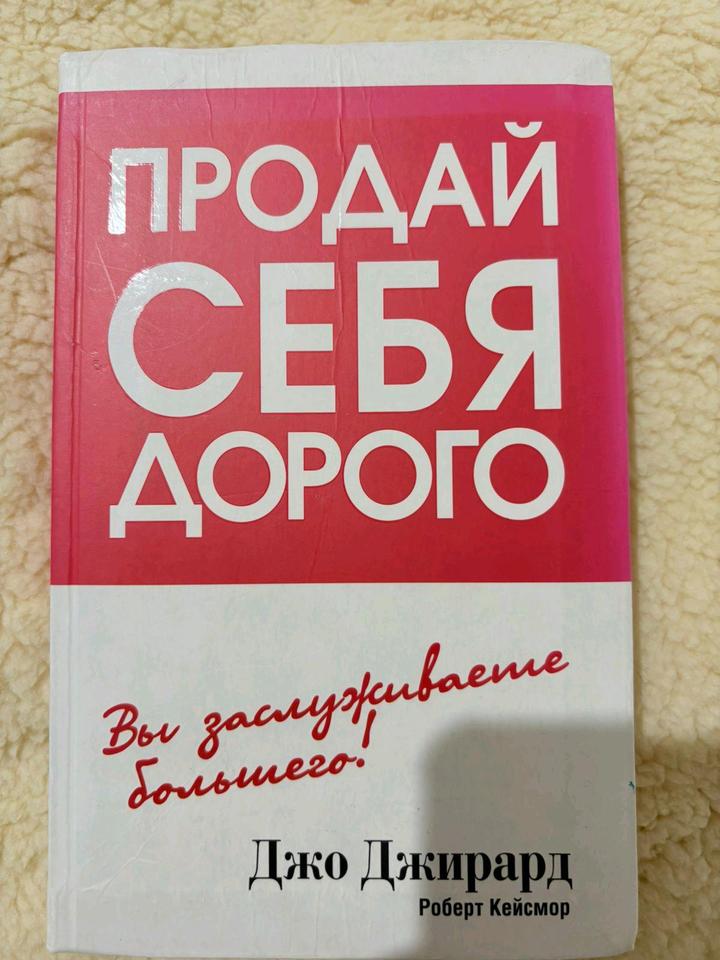 ПРОДАЙ
СЕБЯ
ДОРОГО
Вы заслуживаете
большего!
Джо Джирард
Роберт Кейсмор